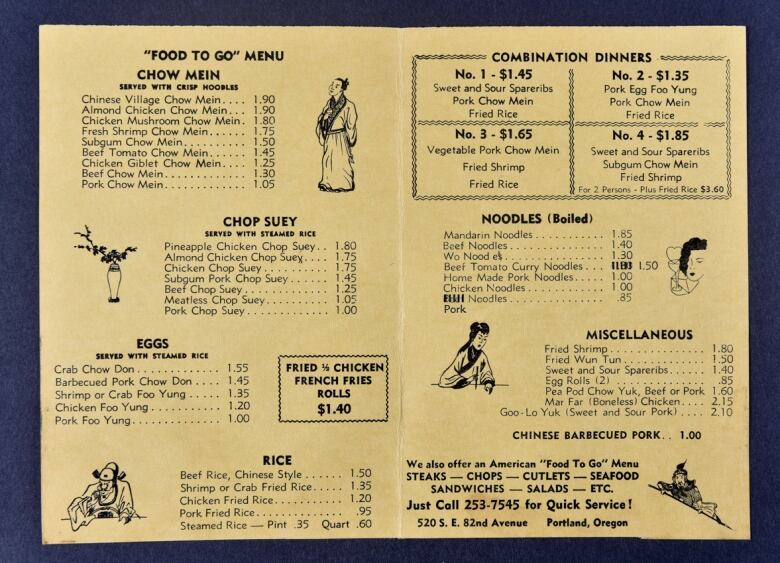 "FOOD TO GO" MENU
CHOW MEIN
SERVED WITH CRISP NOODLES
Chinese Village Chow Mein.... 1.90
Almond Chicken Chow Mein... 1.90
Chicken Mushroom Chow Mein. 1.80
Fresh Shrimp Chow Mein..... 1.75
Subgum Chow Mein.......... 1.50
Beef Tomato Chow Mein...... 1.45
Chicken Giblet Chow Mein.... 1.25
Beef Chow Mein............. 1.30
Pork Chow Mein............. 1.05
CHOP SUEY
SERVED WITH STEAMED RICE
Pineapple Chicken Chop Suey.. 1.80
Almond Chicken Chop Suey.... 1.75
Chicken Chop Suey.......... 1.75
Subgum Pork Chop Suey...... 1.45
Beef Chop Suey............. 1.25
Meatless Chop Suey......... 1.05
Pork Chop Suey............. 1.00
EGGS
SERVED WITH STEAMED RICE
Crab Chow Don............. 1.55
Barbecued Pork Chow Don .... 1.45
Shrimp or Crab Foo Yung..... 1.35
Chicken Foo Yung........... 1.20
Pork Foo Yung.............. 1.00
FRIED ½ CHICKEN
FRENCH FRIES
ROLLS
$1.40
RICE
Beef Rice, Chinese Style ...... 1.50
Shrimp or Crab Fried Rice..... 1.35
Chicken Fried Rice........... 1.20
Pork Fried Rice.............. .95
Steamed Rice — Pint .35 Quart .60
COMBINATION DINNERS
No. 1 - $1.45
Sweet and Sour Spareribs
Pork Chow Mein
Fried Rice
No. 2 - $1.35
Pork Egg Foo Yung
Pork Chow Mein
Fried Rice
No. 3 - $1.65
Vegetable Pork Chow Mein
Fried Shrimp
Fried Rice
No. 4 - $1.85
Sweet and Sour Spareribs
Subgum Chow Mein
Fried Shrimp
For 2 Persons - Plus Fried Rice $3.60
NOODLES (Boiled)
Mandarin Noodles............ 1.85
Beef Noodles................ 1.40
Wo Noodles................. 1.30
Beef Tomato Curry Noodles.... 1.50
Home Made Pork Noodles..... 1.00
Chicken Noodles............. 1 00
Noodles.............. .85
Pork
MISCELLANEOUS
Fried Shrimp............... 1.80
Fried Wun Tun.............. 1.50
Sweet and Sour Spareribs..... 1.40
Egg Rolls (2)............... .85
Pea Pod Chow Yuk, Beef or Pork 1.60
Mar Far (Boneless) Chicken.... 2.15
Goo-Lo Yuk (Sweet and Sour Pork).... 2.10
CHINESE BARBECUED PORK.. 1.00
We also offer an American "Food To Go" Menu
STEAKS — CHOPS — CUTLETS — SEAFOOD
SANDWICHES — SALADS — ETC.
Just Call 253-7545 for Quick Service!
520 S. E. 82nd Avenue Portland, Oregon